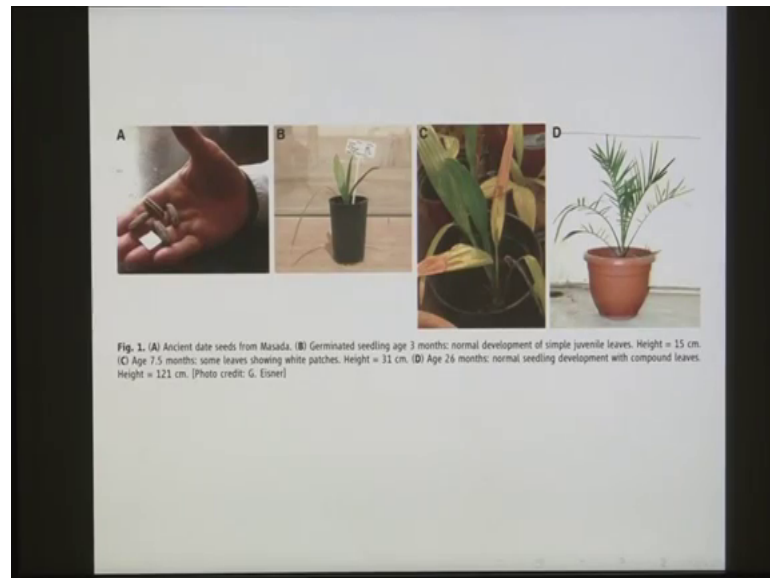 A B C D
Fig. 1. (A) Ancient date seeds from Masada. (B) Germinated seedling age 3 months: normal development of simple juvenile leaves. Height = 15 cm.
(C) Age 7.5 months: some leaves showing white patches. Height = 31 cm. (D) Age 26 months: normal seedling development with compound leaves.
Height = 121 cm. [Photo credit: G. Eisner]